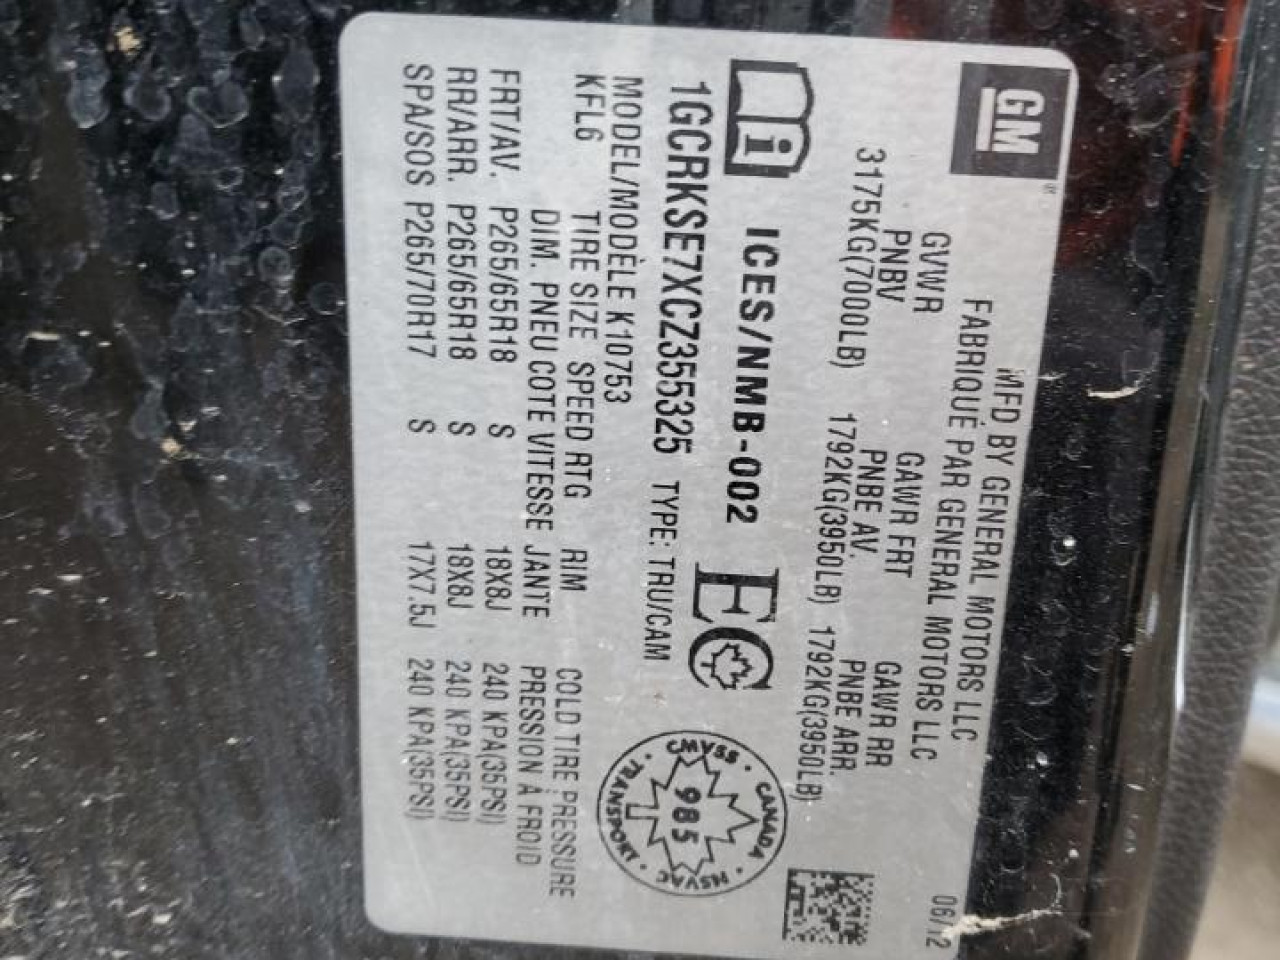 GM
MFD BY GENERAL MOTORS LLC
FABRIQUÉ PAR GENERAL MOTORS LLC
06/12
GVWR GAWR FRT GAWR RR
PNBV PNBE AV. PNBE ARR.
3175KG(7000LB) 1792KG(3950LB) 1792KG(3950LB)
i ICES/NMB-002 EC
1GCRKSE7XCZ355325 TYPE: TRU/CAM
CMVSS · CANADA · NSVAC · TRANSPORT ·
985
MODEL/MODÈLE K10753
KFL6 TIRE SIZE SPEED RTG RIM COLD TIRE PRESSURE
DIM. PNEU COTE VITESSE JANTE PRESSION À FROID
FRT/AV. P265/65R18 S 18X8J 240 KPA(35PSI)
RR/ARR. P265/65R18 S 18X8J 240 KPA(35PSI)
SPA/SOS P265/70R17 S 17X7.5J 240 KPA(35PSI)